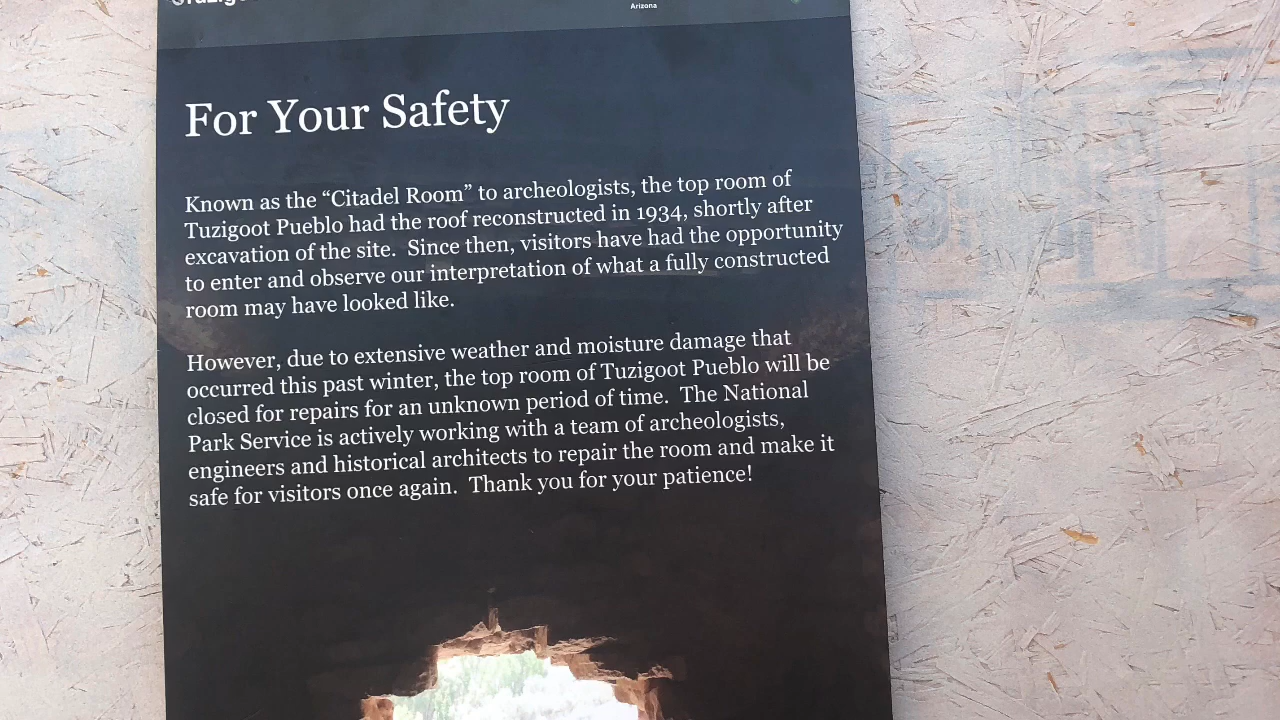 Arizona
For Your Safety
Known as the “Citadel Room” to archeologists, the top room of
Tuzigoot Pueblo had the roof reconstructed in 1934, shortly after
excavation of the site.  Since then, visitors have had the opportunity
to enter and observe our interpretation of what a fully constructed
room may have looked like.
However, due to extensive weather and moisture damage that
occurred this past winter, the top room of Tuzigoot Pueblo will be
closed for repairs for an unknown period of time.  The National
Park Service is actively working with a team of archeologists,
engineers and historical architects to repair the room and make it
safe for visitors once again.  Thank you for your patience!